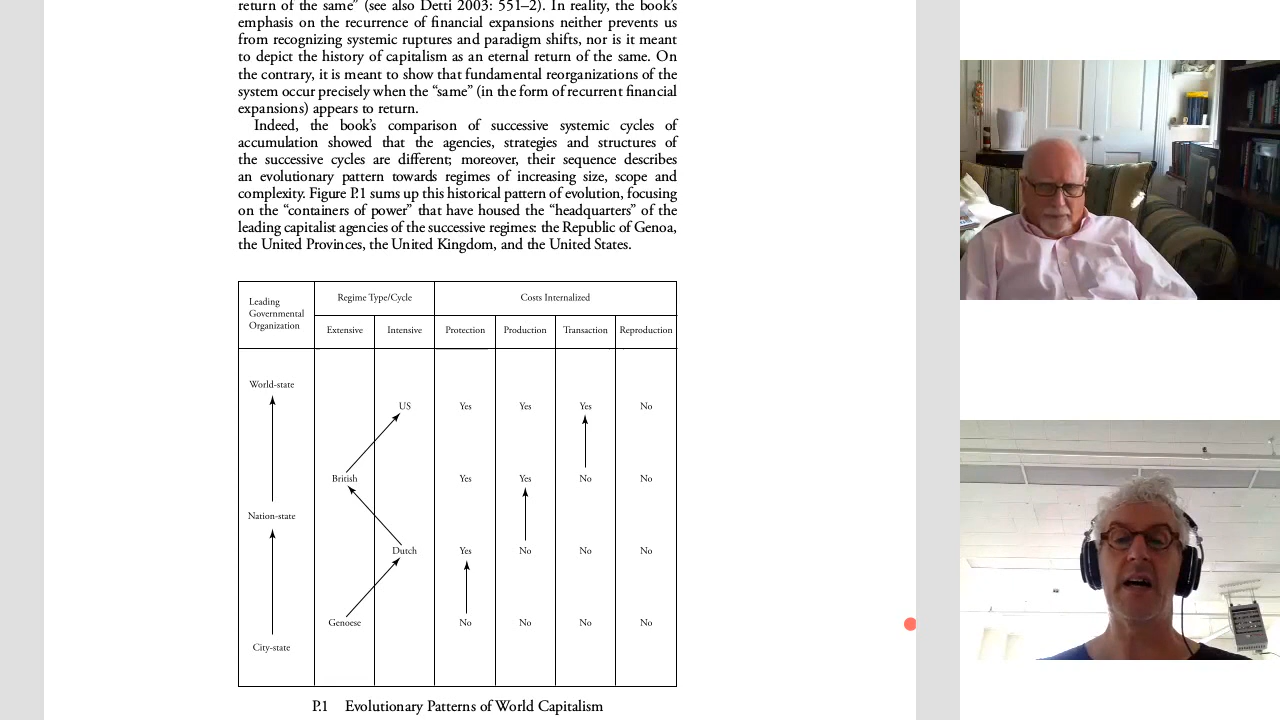 return of the same” (see also Detti 2003: 551–2). In reality, the book’s
emphasis on the recurrence of financial expansions neither prevents us
from recognizing systemic ruptures and paradigm shifts, nor is it meant
to depict the history of capitalism as an eternal return of the same. On
the contrary, it is meant to show that fundamental reorganizations of the
system occur precisely when the “same” (in the form of recurrent financial
expansions) appears to return.
Indeed, the book’s comparison of successive systemic cycles of
accumulation showed that the agencies, strategies and structures of
the successive cycles are different; moreover, their sequence describes
an evolutionary pattern towards regimes of increasing size, scope and
complexity. Figure P.1 sums up this historical pattern of evolution, focusing
on the “containers of power” that have housed the “headquarters” of the
leading capitalist agencies of the successive regimes: the Republic of Genoa,
the United Provinces, the United Kingdom, and the United States.
Leading
Governmental
Organization
Regime Type/Cycle
Costs Internalized
Extensive Intensive Protection Production Transaction Reproduction
World-state
US Yes Yes Yes No
British Yes Yes No No
Nation-state
Dutch Yes No No No
Genoese No No No No
City-state
P.1 Evolutionary Patterns of World Capitalism